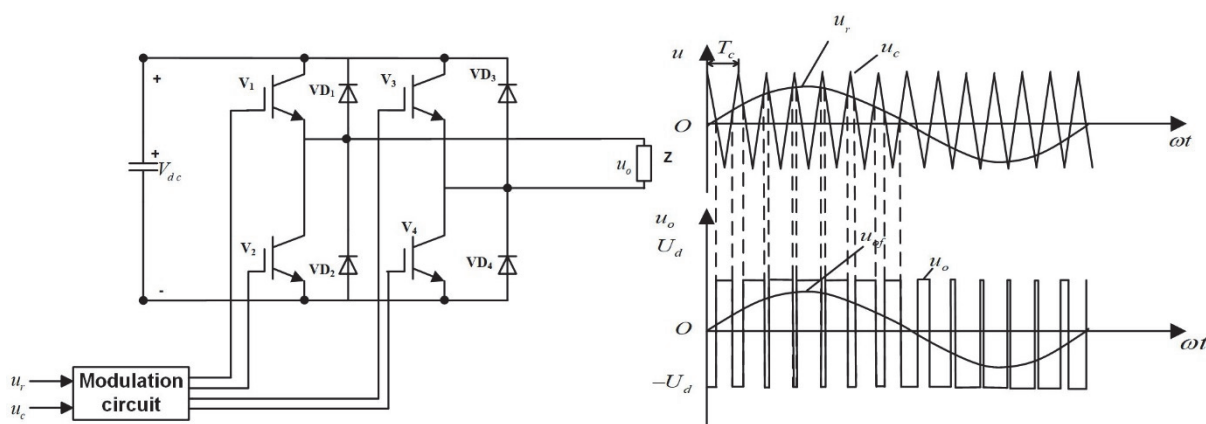 +
V₁
VD₁
V₃
VD₃
+
V_dc
u_o
Z
V₂
VD₂
V₄
VD₄
-
u_r
u_c
Modulation
circuit
u
T_c
u_r
u_c
O
ωt
u_o
U_d
u_of
u_o
O
ωt
−U_d